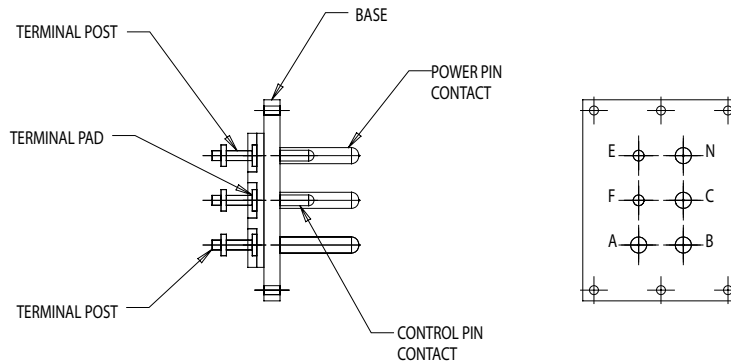 BASE
TERMINAL POST
POWER PIN
CONTACT
TERMINAL PAD
E N
F C
A B
TERMINAL POST
CONTROL PIN
CONTACT